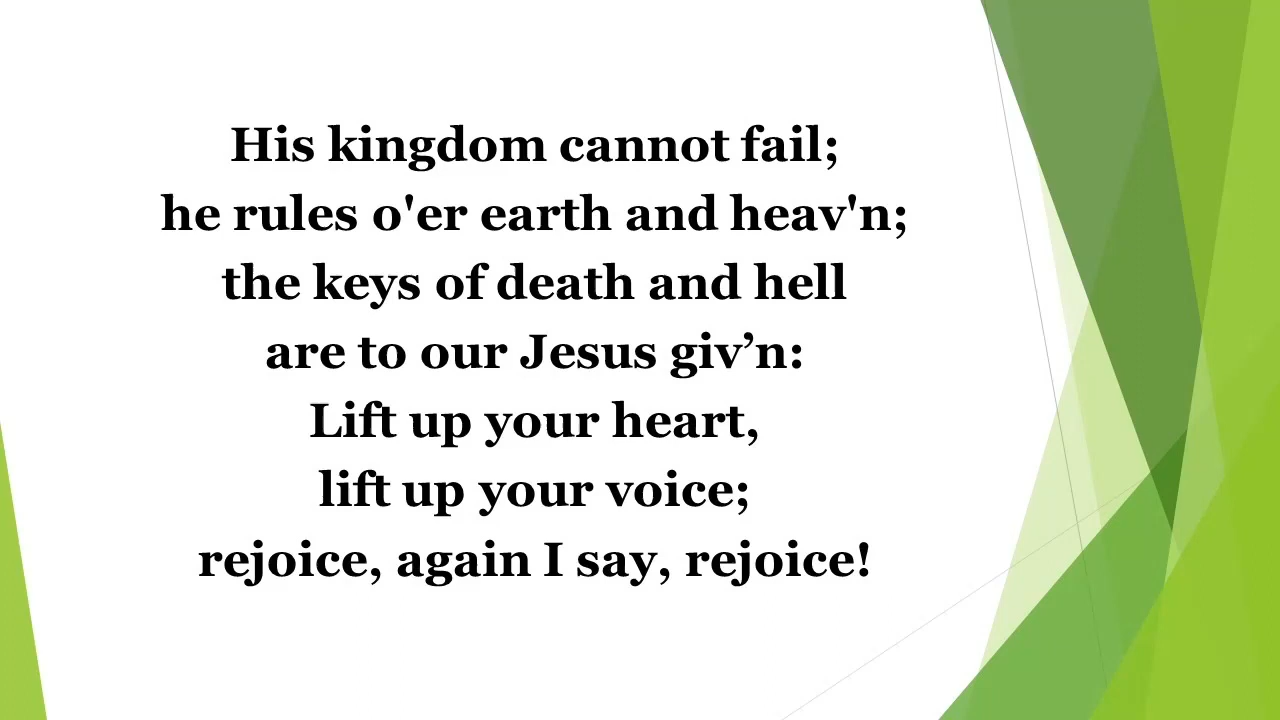 His kingdom cannot fail;
he rules o'er earth and heav'n;
the keys of death and hell
are to our Jesus giv’n:
Lift up your heart,
lift up your voice;
rejoice, again I say, rejoice!